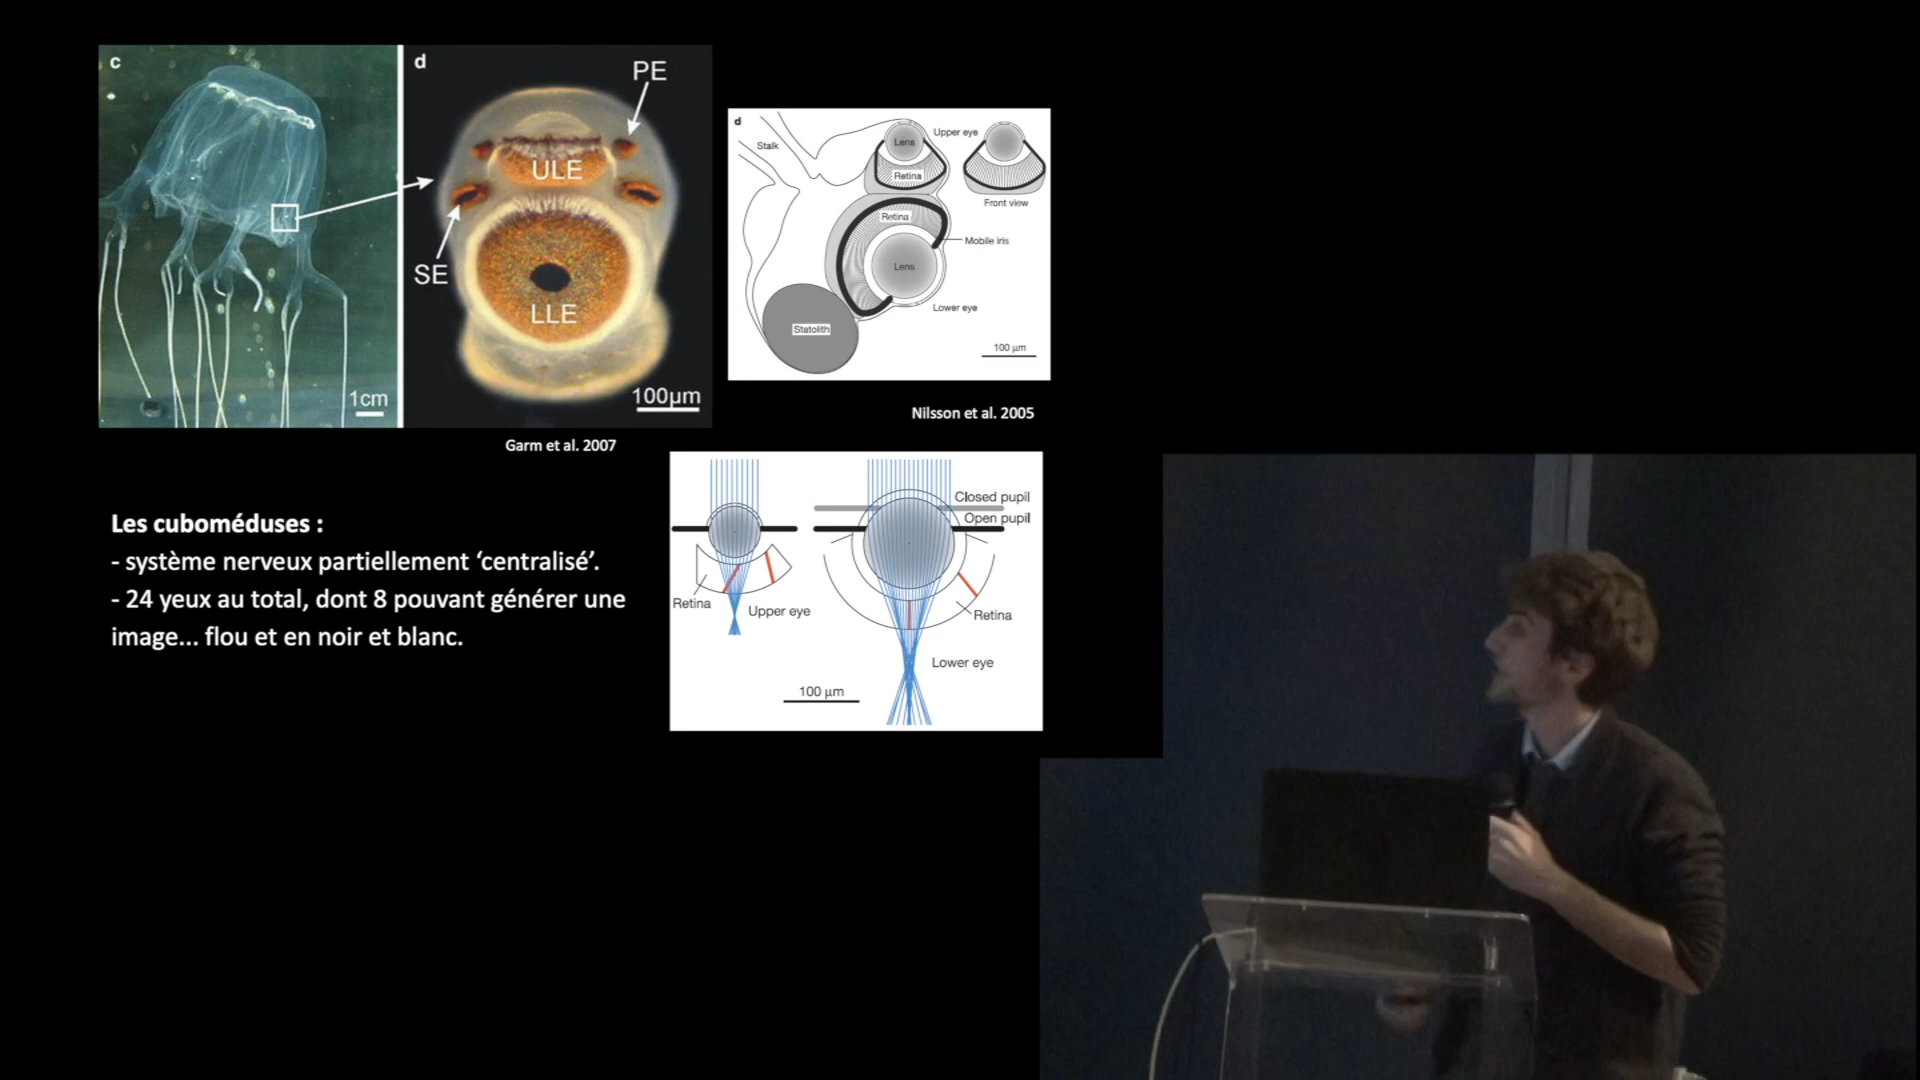 c
d
PE
ULE
SE
LLE
1cm
100µm
Garm et al. 2007
d
Stalk
Lens
Upper eye
Retina
Front view
Retina
Mobile iris
Lens
Lower eye
Statolith
100 µm
Nilsson et al. 2005
Closed pupil
Open pupil
Retina
Upper eye
Retina
Lower eye
100 µm
Les cuboméduses :
- système nerveux partiellement ‘centralisé’.
- 24 yeux au total, dont 8 pouvant générer une
image... flou et en noir et blanc.